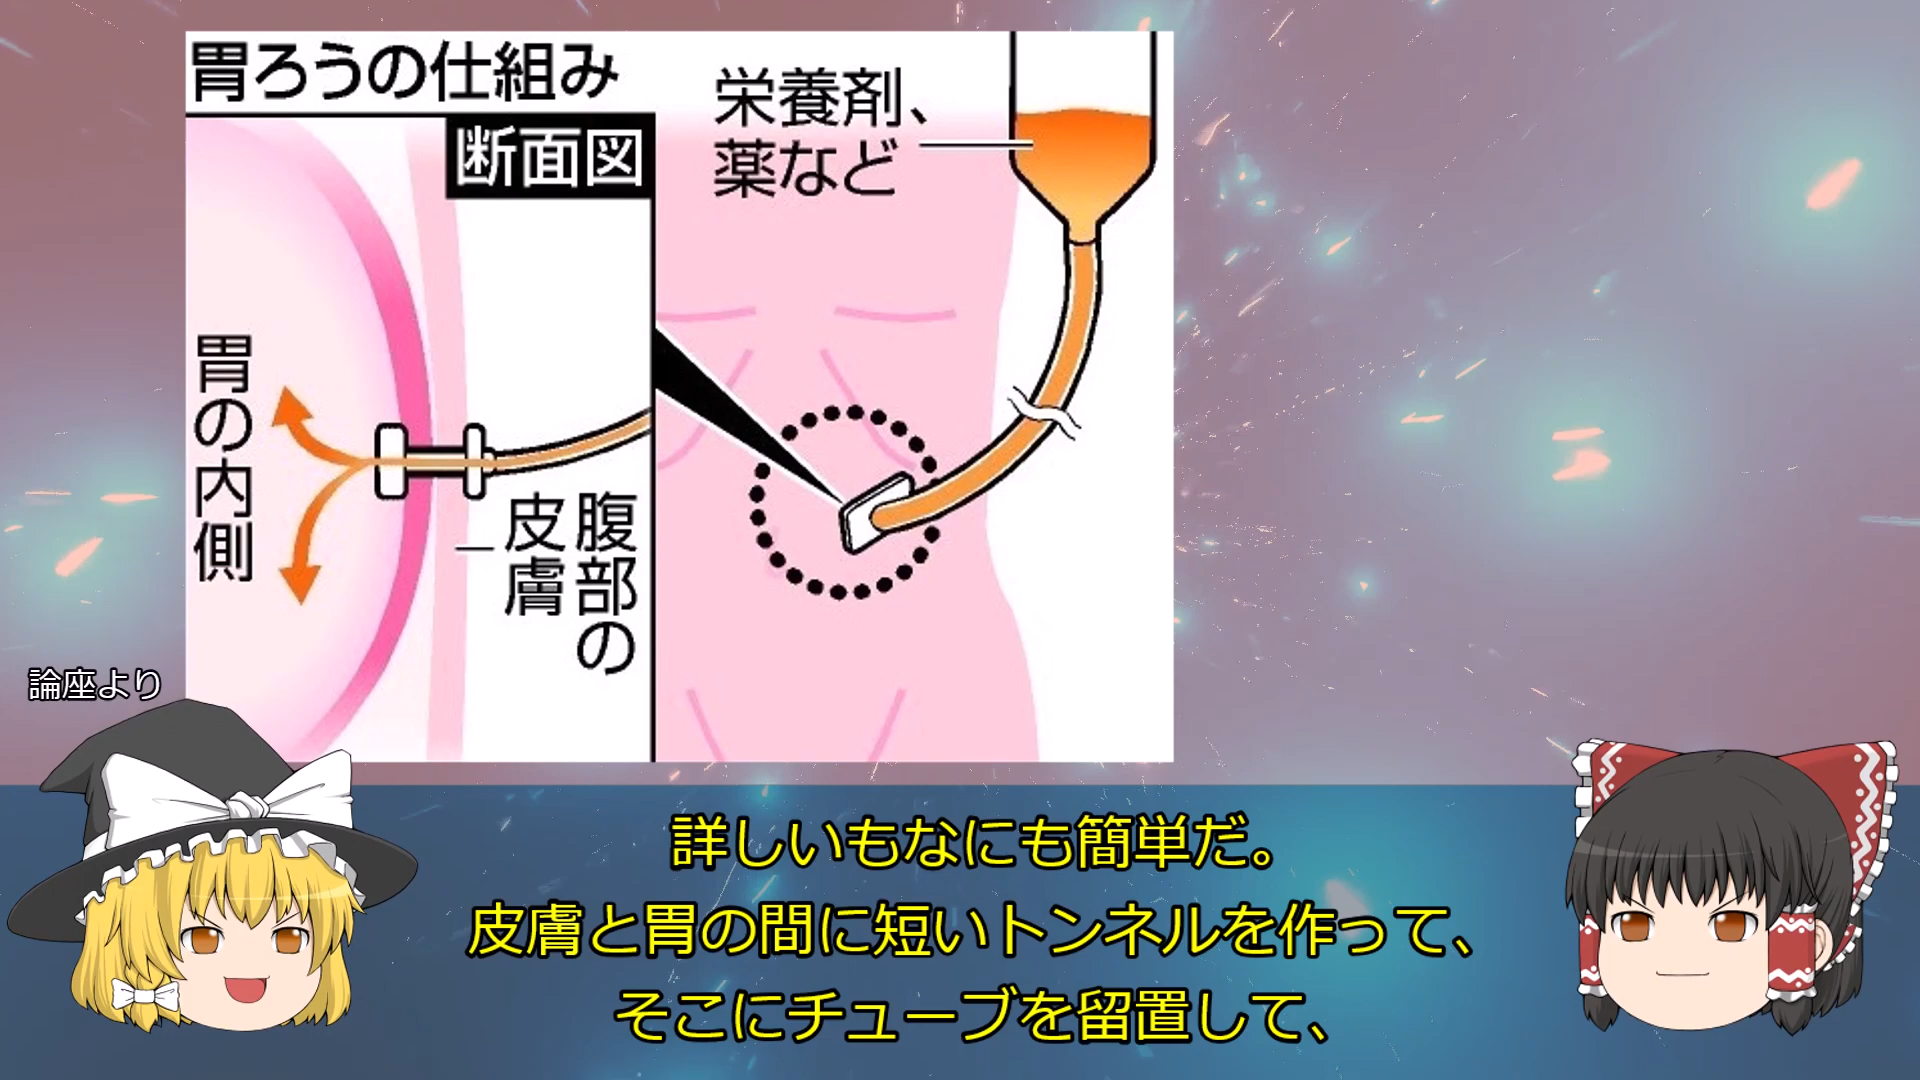 胃ろうの仕組み
断面図
栄養剤、
薬など
胃の内側
腹部の
皮膚
論座より
詳しいもなにも簡単だ。
皮膚と胃の間に短いトンネルを作って、
そこにチューブを留置して、